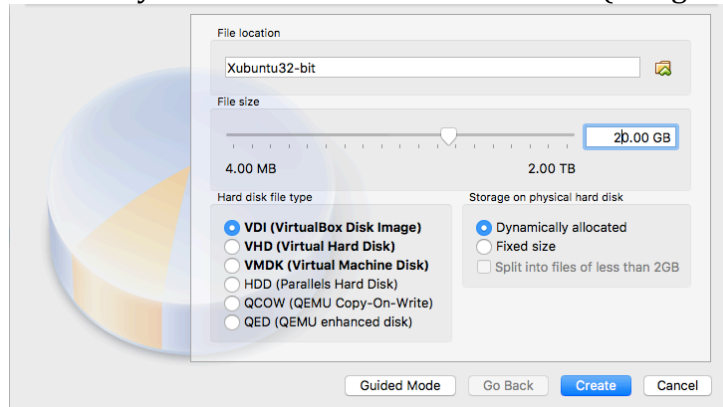 File location
Xubuntu32-bit
File size
20.00 GB
4.00 MB
2.00 TB
Hard disk file type
VDI (VirtualBox Disk Image)
VHD (Virtual Hard Disk)
VMDK (Virtual Machine Disk)
HDD (Parallels Hard Disk)
QCOW (QEMU Copy-On-Write)
QED (QEMU enhanced disk)
Storage on physical hard disk
Dynamically allocated
Fixed size
Split into files of less than 2GB
Guided Mode
Go Back
Create
Cancel